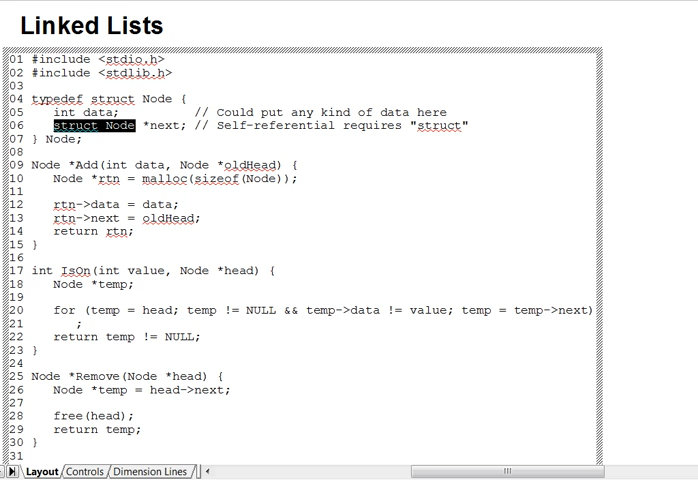 Linked Lists
01 #include <stdio.h>
02 #include <stdlib.h>
03
04 typedef struct Node {
05    int data;          // Could put any kind of data here
06    struct Node *next; // Self-referential requires "struct"
07 } Node;
08
09 Node *Add(int data, Node *oldHead) {
10    Node *rtn = malloc(sizeof(Node));
11
12    rtn->data = data;
13    rtn->next = oldHead;
14    return rtn;
15 }
16
17 int IsOn(int value, Node *head) {
18    Node *temp;
19
20    for (temp = head; temp != NULL && temp->data != value; temp = temp->next)
21       ;
22    return temp != NULL;
23 }
24
25 Node *Remove(Node *head) {
26    Node *temp = head->next;
27
28    free(head);
29    return temp;
30 }
31
Layout Controls Dimension Lines